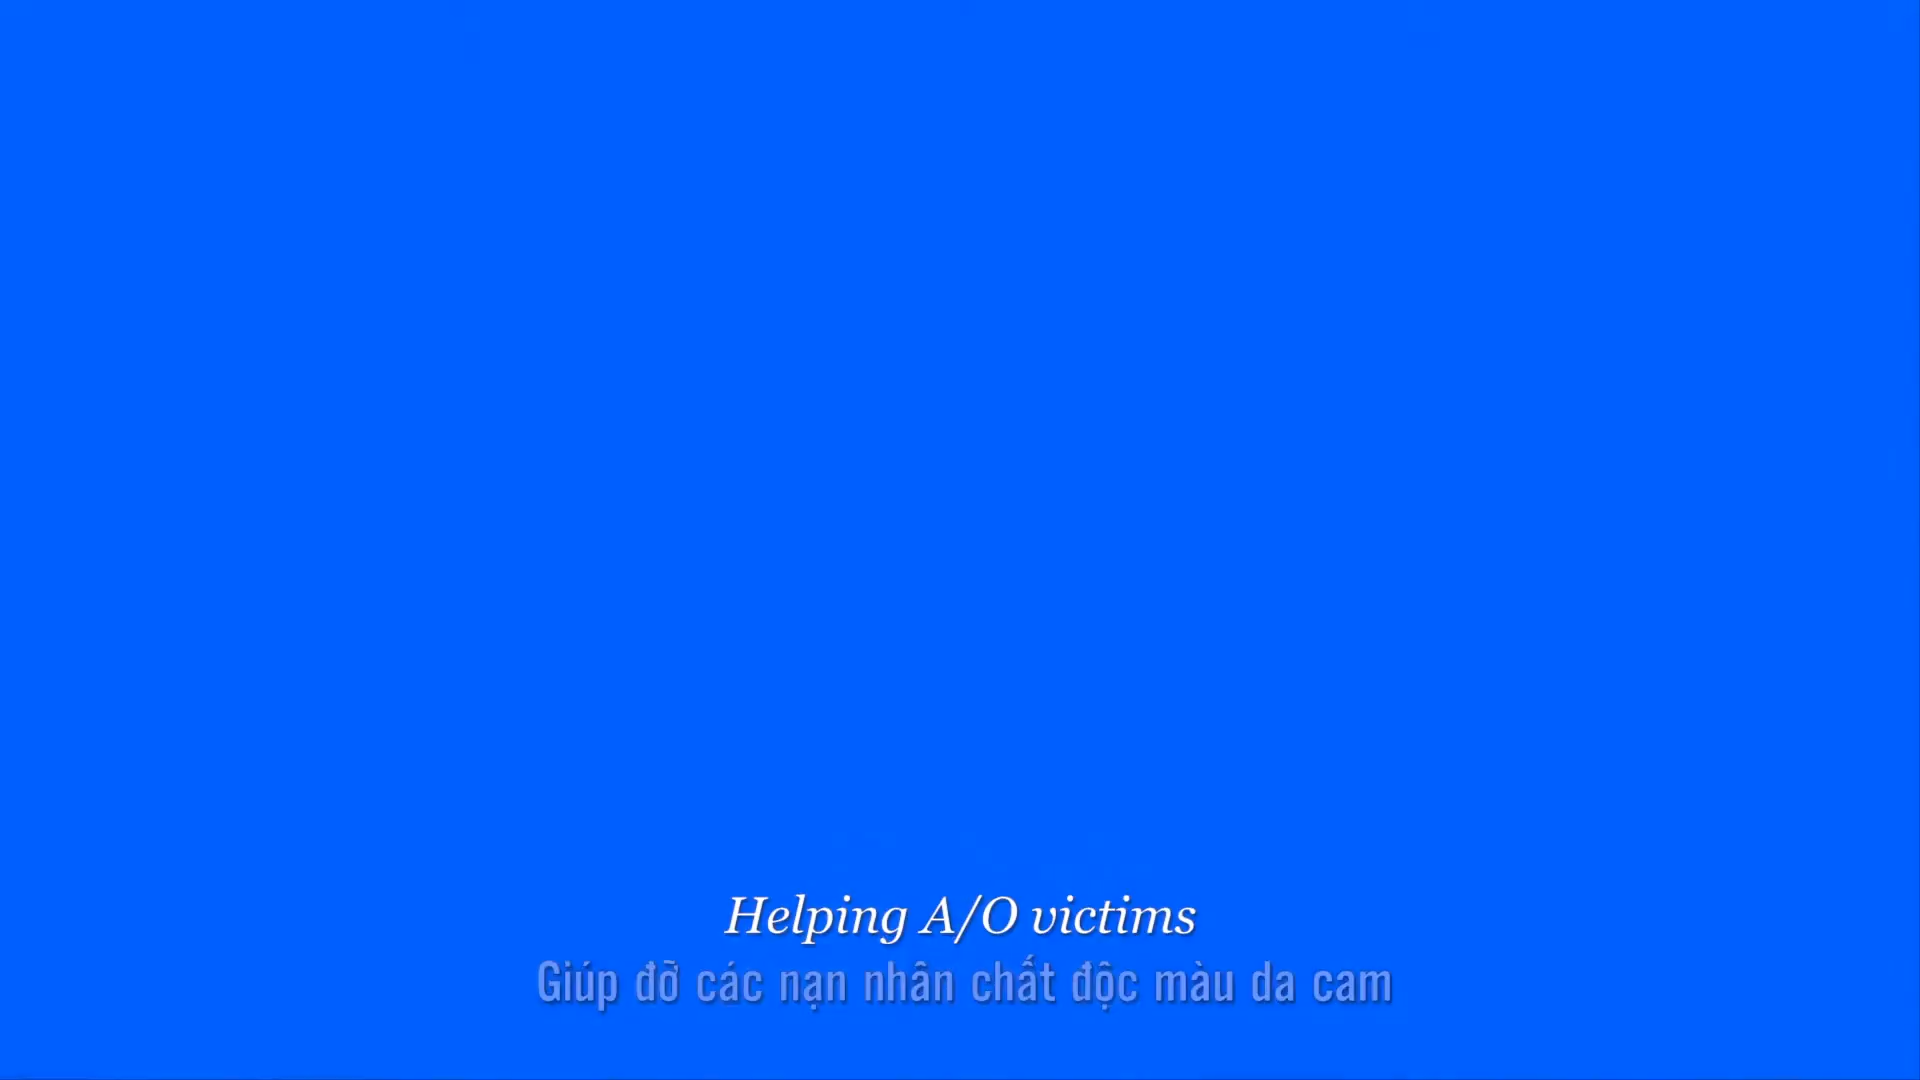 Helping A/O victims
Giúp đỡ các nạn nhân chất độc màu da cam